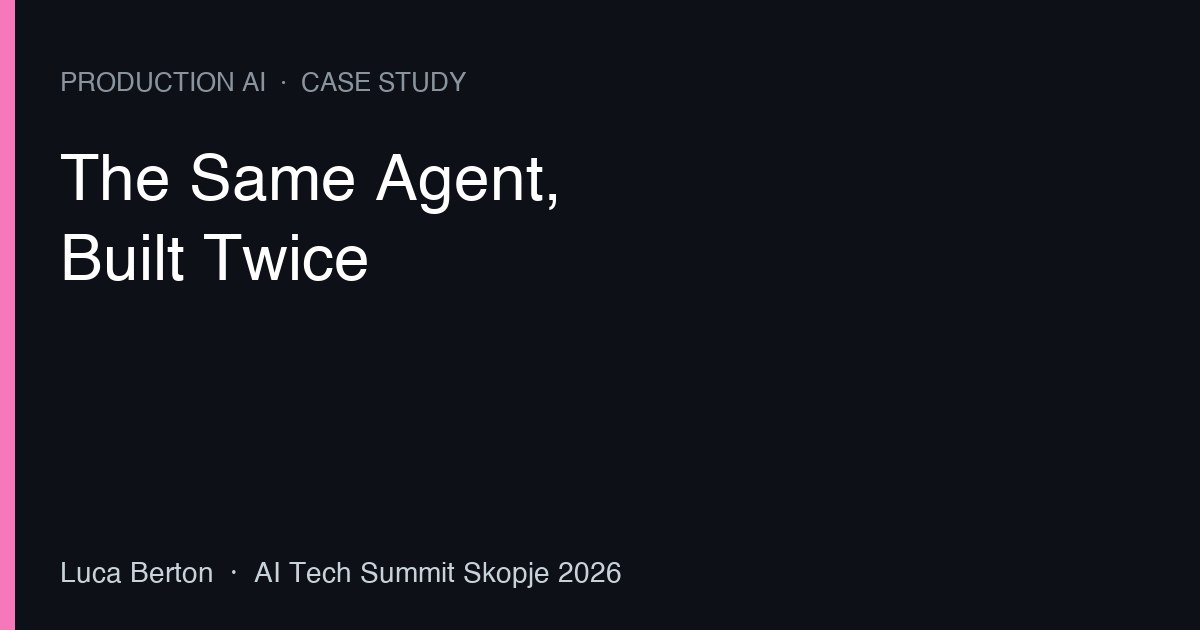 PRODUCTION AI · CASE STUDY
The Same Agent,
Built Twice
Luca Berton · AI Tech Summit Skopje 2026